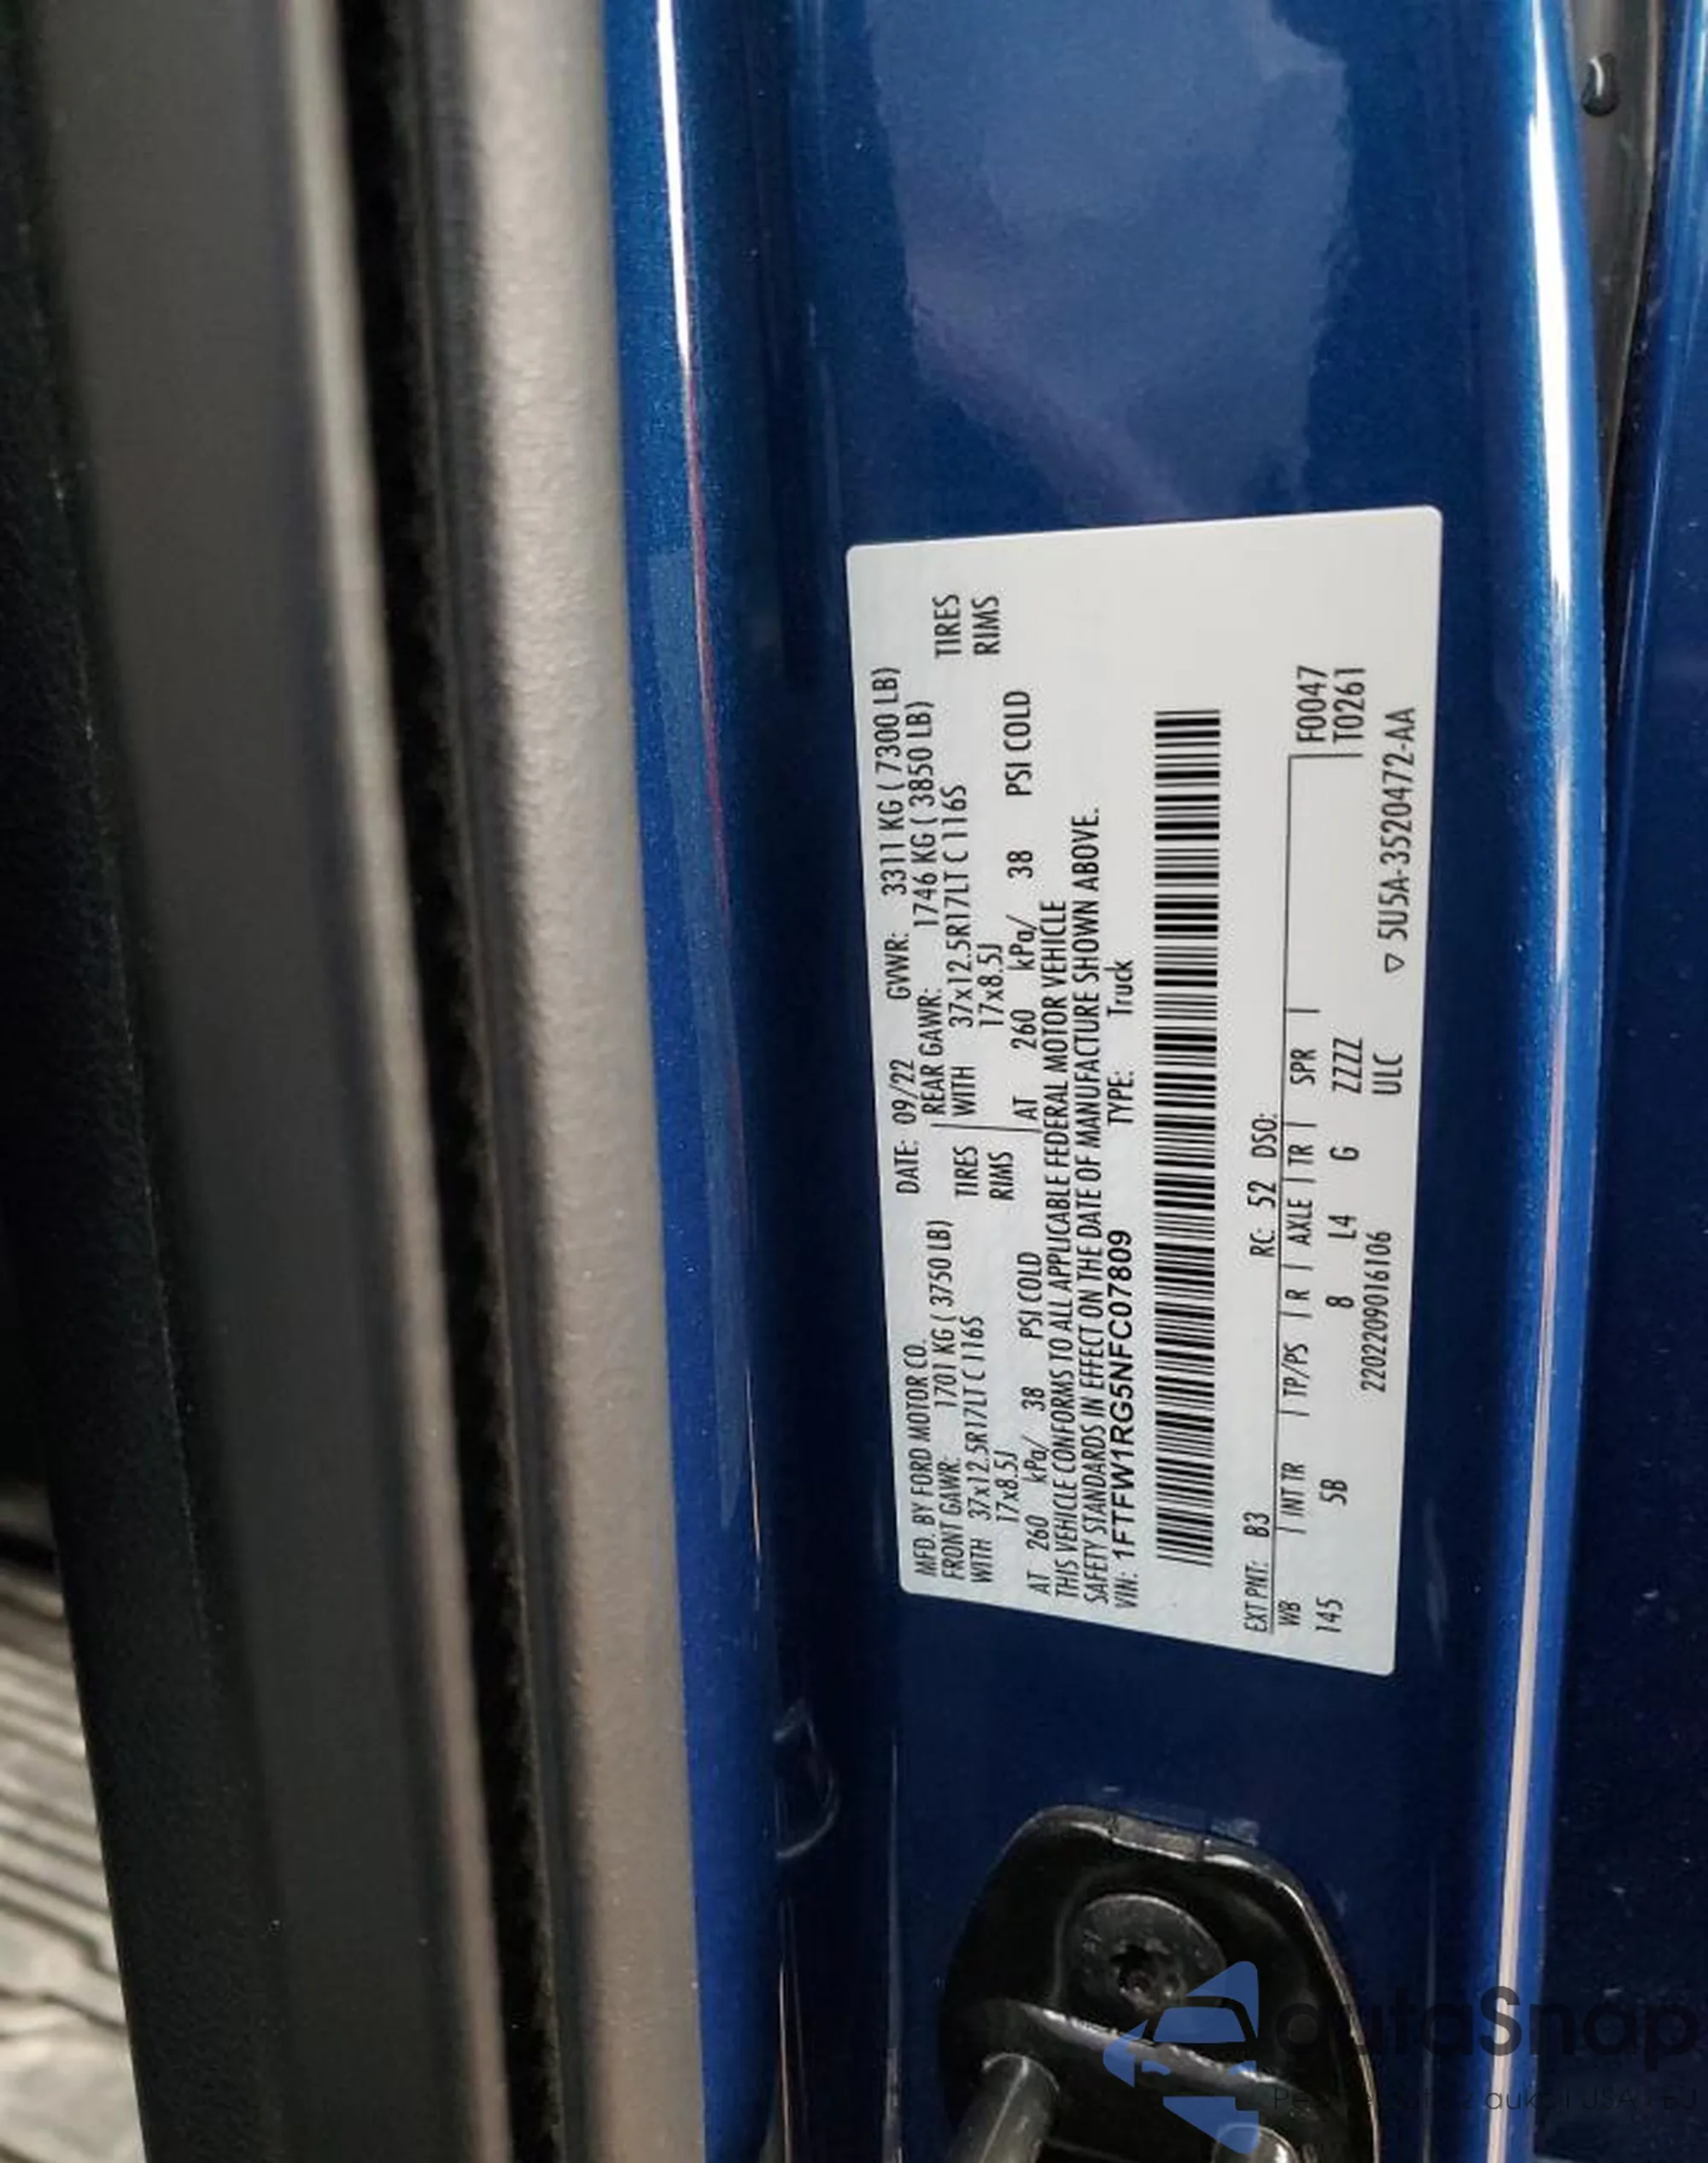 MFD. BY FORD MOTOR CO. DATE: 09/22 GVWR: 3311 KG ( 7300 LB)
FRONT GAWR: 1701 KG ( 3750 LB) REAR GAWR: 1746 KG ( 3850 LB)
WITH 37x12.5R17LT C 116S TIRES WITH 37x12.5R17LT C 116S TIRES
17x8.5J RIMS 17x8.5J RIMS
AT 260 kPa/ 38 PSI COLD AT 260 kPa/ 38 PSI COLD
THIS VEHICLE CONFORMS TO ALL APPLICABLE FEDERAL MOTOR VEHICLE
SAFETY STANDARDS IN EFFECT ON THE DATE OF MANUFACTURE SHOWN ABOVE.
VIN: 1FTFW1RG5NFC07809 TYPE: Truck
EXT PNT: B3 RC: 52 DSO:
WB INT TR TP/PS R AXLE TR SPR F0047
145 5B 8 L4 G ZZZZ T0261
220220916106 ULC ▽ 5U5A-3520472-AA
autaSnap